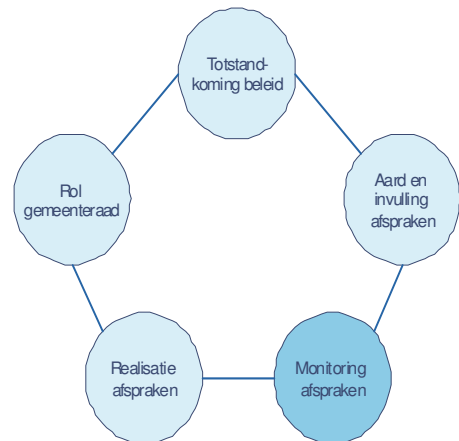 Totstand-
koming beleid
Rol
gemeenteraad
Aard en
invulling
afspraken
Realisatie
afspraken
Monitoring
afspraken